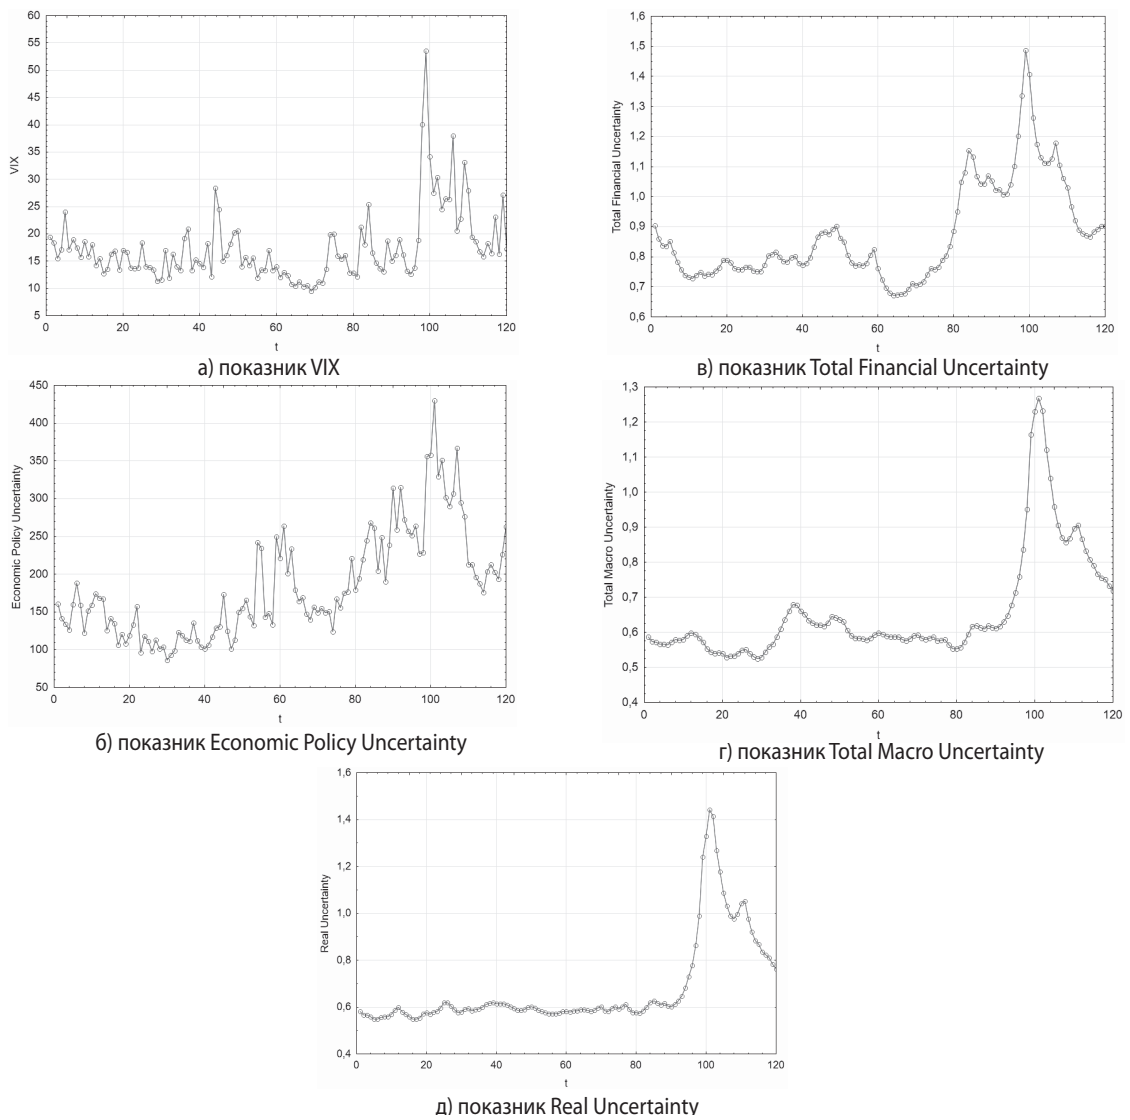 60
55
50
45
40
35
30
25
20
15
10
5
VIX
0 20 40 60 80 100 120
t
а) показник VIX
1,6
1,5
1,4
1,3
1,2
1,1
1,0
0,9
0,8
0,7
0,6
Total Financial Uncertainty
0 20 40 60 80 100 120
t
в) показник Total Financial Uncertainty
450
400
350
300
250
200
150
100
50
Economic Policy Uncertainty
0 20 40 60 80 100 120
t
б) показник Economic Policy Uncertainty
1,3
1,2
1,1
1,0
0,9
0,8
0,7
0,6
0,5
0,4
Total Macro Uncertainty
0 20 40 60 80 100 120
t
г) показник Total Macro Uncertainty
1,6
1,4
1,2
1,0
0,8
0,6
0,4
Real Uncertainty
0 20 40 60 80 100 120
t
д) показник Real Uncertainty